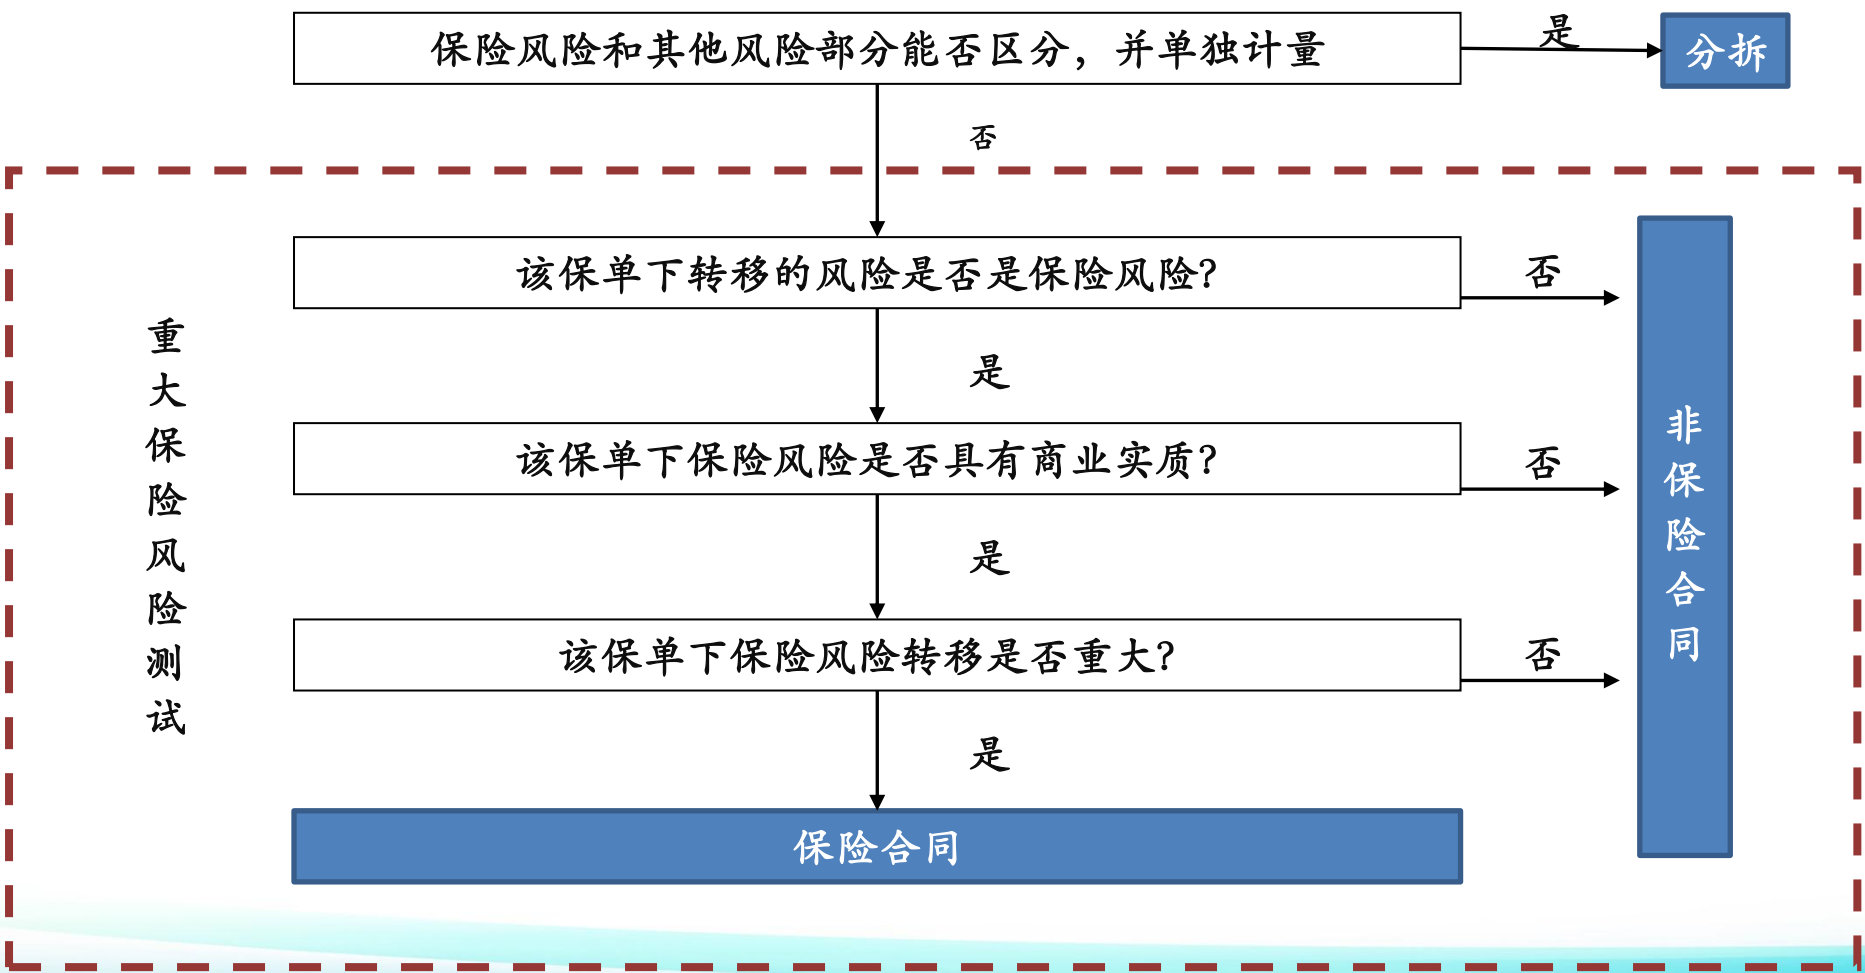 保险风险和其他风险部分能否区分，并单独计量
是
分拆
否
重大保险风险测试
该保单下转移的风险是否是保险风险?
否
是
该保单下保险风险是否具有商业实质?
否
是
该保单下保险风险转移是否重大?
否
是
非保险合同
保险合同